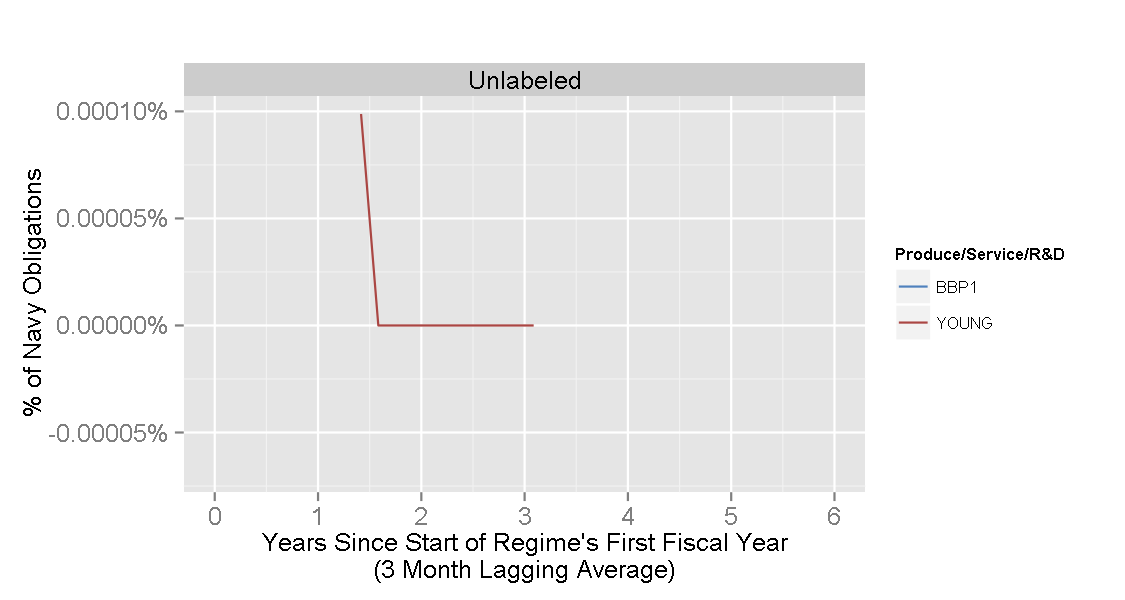 Unlabeled
0.00010%
0.00005%
0.00000%
-0.00005%
% of Navy Obligations
0 1 2 3 4 5 6
Years Since Start of Regime's First Fiscal Year
(3 Month Lagging Average)
Produce/Service/R&D
BBP1
YOUNG